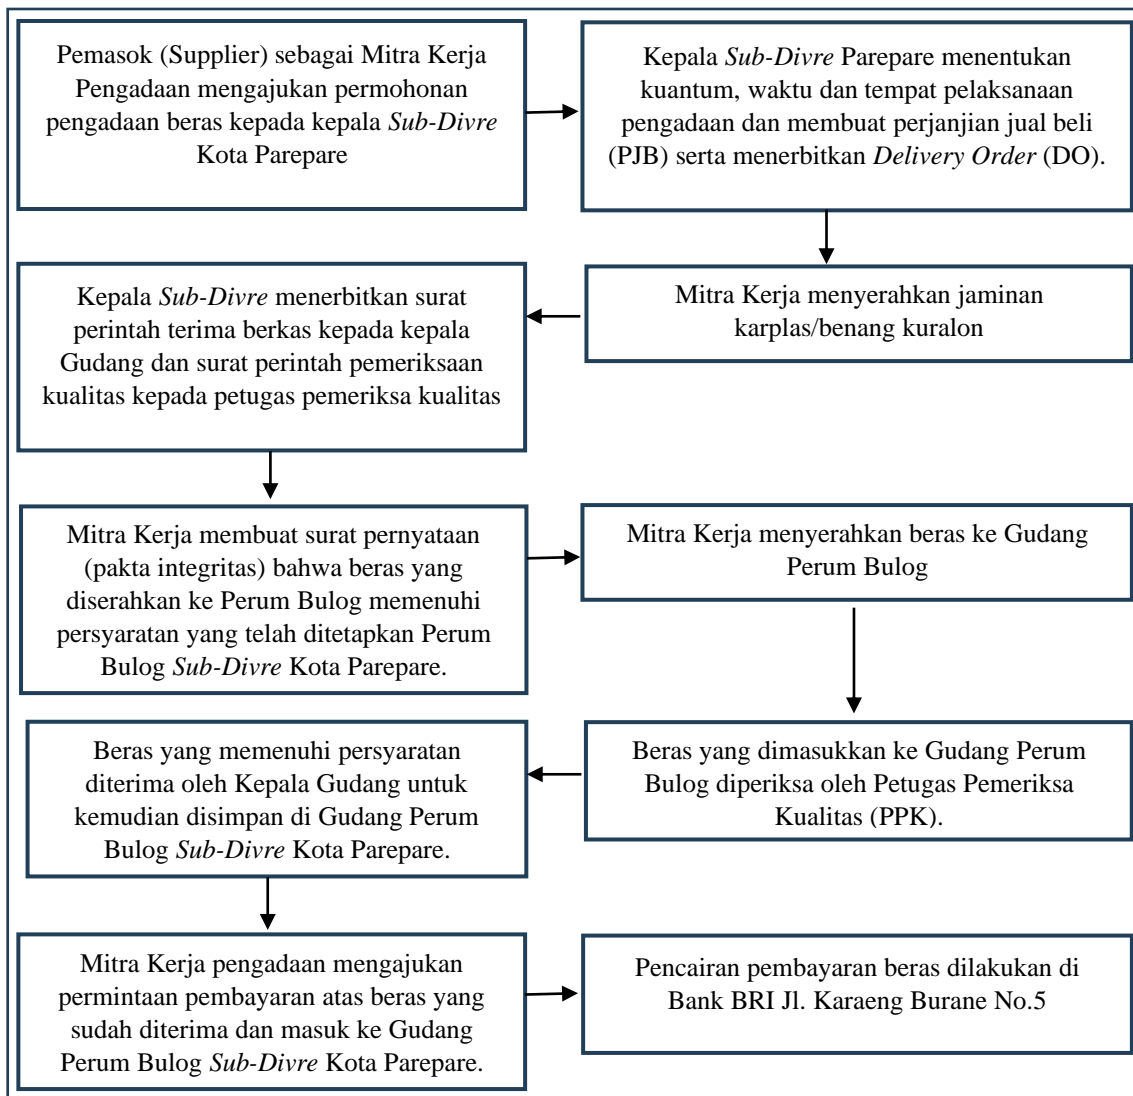 Pemasok (Supplier) sebagai Mitra Kerja
Pengadaan mengajukan permohonan
pengadaan beras kepada kepala Sub-Divre
Kota Parepare
Kepala Sub-Divre Parepare menentukan
kuantum, waktu dan tempat pelaksanaan
pengadaan dan membuat perjanjian jual beli
(PJB) serta menerbitkan Delivery Order (DO).
Mitra Kerja menyerahkan jaminan
karplas/benang kuralon
Kepala Sub-Divre menerbitkan surat
perintah terima berkas kepada kepala
Gudang dan surat perintah pemeriksaan
kualitas kepada petugas pemeriksa kualitas
Mitra Kerja membuat surat pernyataan
(pakta integritas) bahwa beras yang
diserahkan ke Perum Bulog memenuhi
persyaratan yang telah ditetapkan Perum
Bulog Sub-Divre Kota Parepare.
Mitra Kerja menyerahkan beras ke Gudang
Perum Bulog
Beras yang dimasukkan ke Gudang Perum
Bulog diperiksa oleh Petugas Pemeriksa
Kualitas (PPK).
Beras yang memenuhi persyaratan
diterima oleh Kepala Gudang untuk
kemudian disimpan di Gudang Perum
Bulog Sub-Divre Kota Parepare.
Mitra Kerja pengadaan mengajukan
permintaan pembayaran atas beras yang
sudah diterima dan masuk ke Gudang
Perum Bulog Sub-Divre Kota Parepare.
Pencairan pembayaran beras dilakukan di
Bank BRI Jl. Karaeng Burane No.5